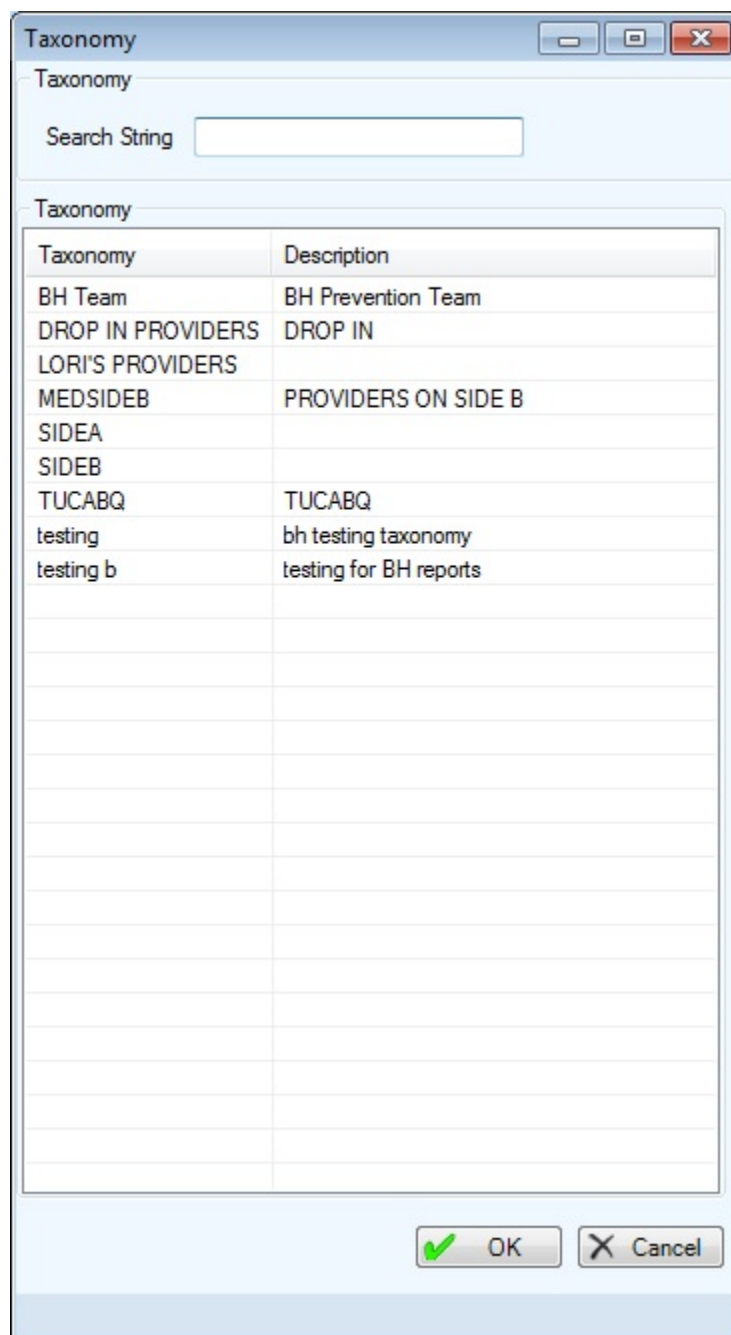 Taxonomy
Taxonomy
Search String
Taxonomy
Taxonomy Description
BH Team BH Prevention Team
DROP IN PROVIDERS DROP IN
LORI'S PROVIDERS
MEDSIDEB PROVIDERS ON SIDE B
SIDEA
SIDEB
TUCABQ TUCABQ
testing bh testing taxonomy
testing b testing for BH reports
OK Cancel